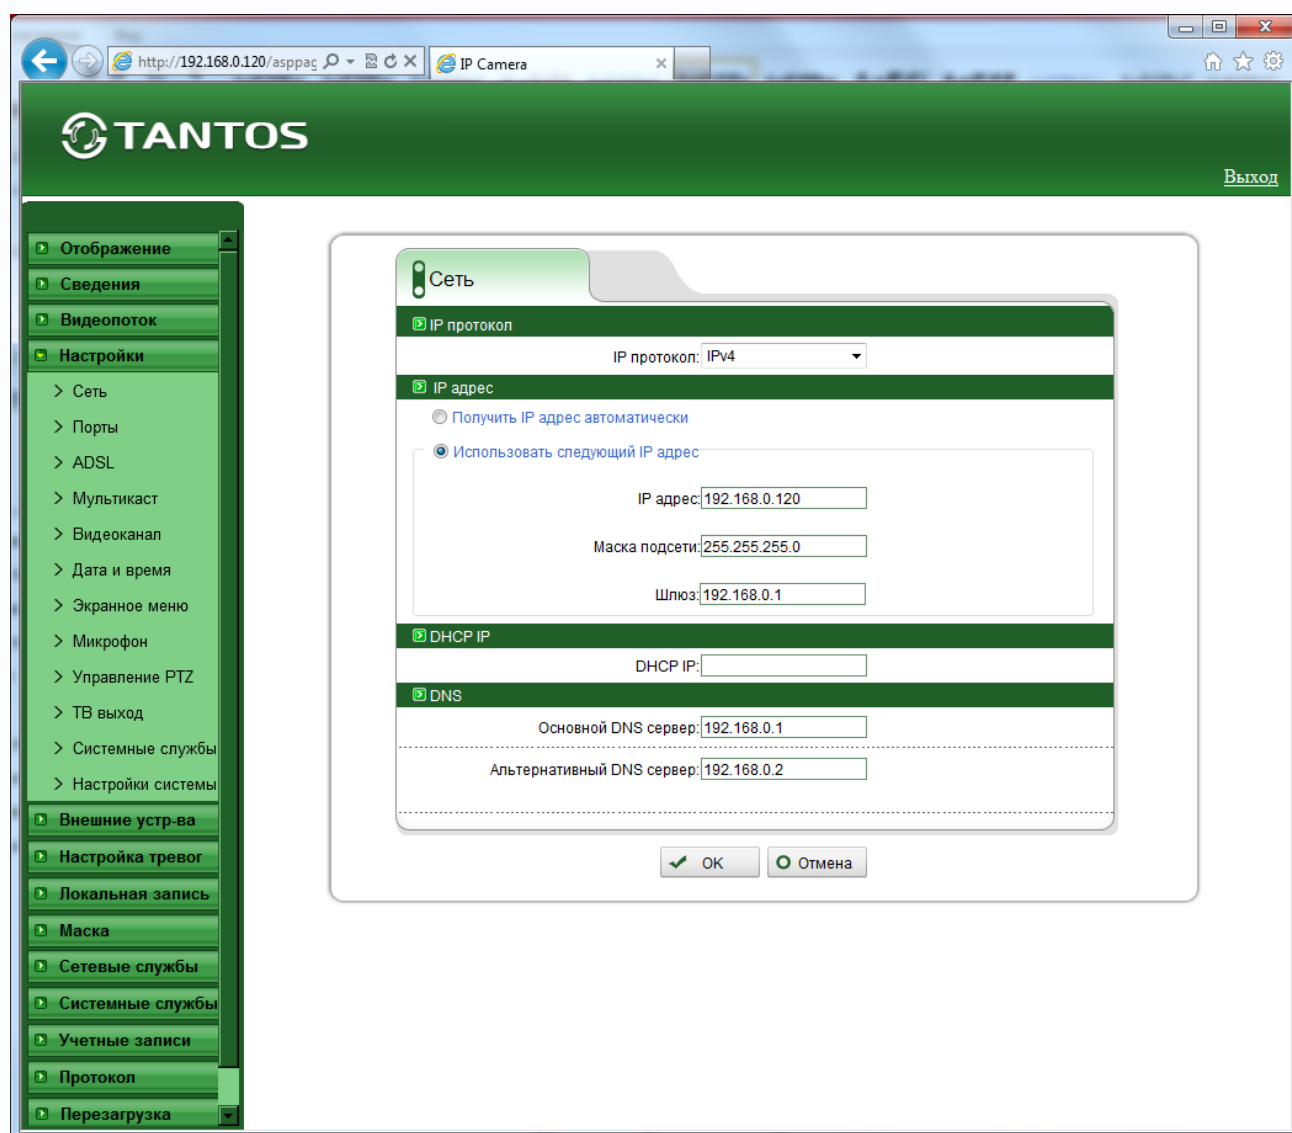 http://192.168.0.120/asppag
IP Camera
TANTOS
Выход
Отображение
Сведения
Видеопоток
Настройки
Сеть
Порты
ADSL
Мультикаст
Видеоканал
Дата и время
Экранное меню
Микрофон
Управление PTZ
ТВ выход
Системные службы
Настройки системы
Внешние устр-ва
Настройка тревог
Локальная запись
Маска
Сетевые службы
Системные службы
Учетные записи
Протокол
Перезагрузка
Сеть
IP протокол
IP протокол: IPv4
IP адрес
Получить IP адрес автоматически
Использовать следующий IP адрес
IP адрес: 192.168.0.120
Маска подсети: 255.255.255.0
Шлюз: 192.168.0.1
DHCP IP
DHCP IP:
DNS
Основной DNS сервер: 192.168.0.1
Альтернативный DNS сервер: 192.168.0.2
OK
Отмена